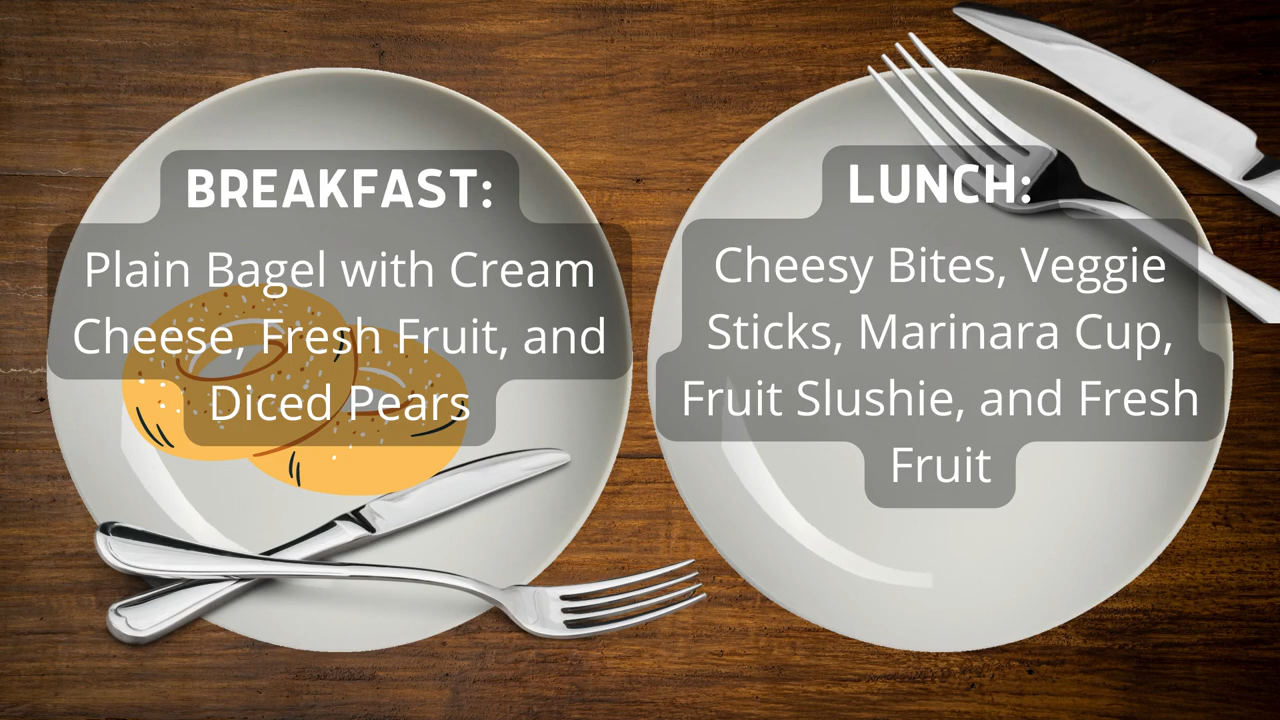 BREAKFAST:
Plain Bagel with Cream
Cheese, Fresh Fruit, and
Diced Pears
LUNCH:
Cheesy Bites, Veggie
Sticks, Marinara Cup,
Fruit Slushie, and Fresh
Fruit